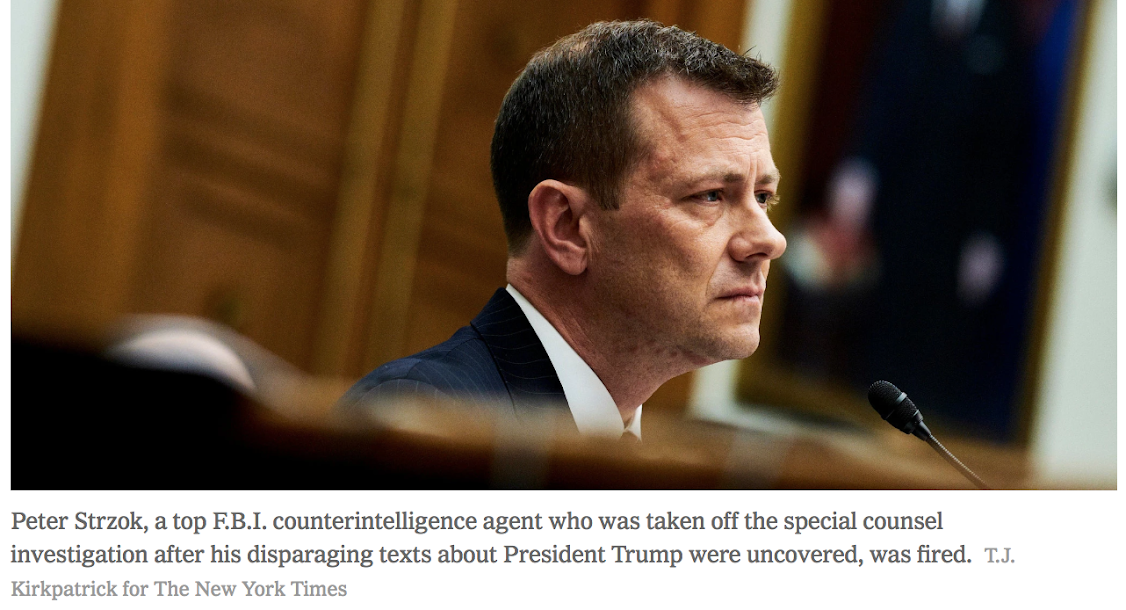 Peter Strzok, a top F.B.I. counterintelligence agent who was taken off the special counsel
investigation after his disparaging texts about President Trump were uncovered, was fired. T.J.
Kirkpatrick for The New York Times